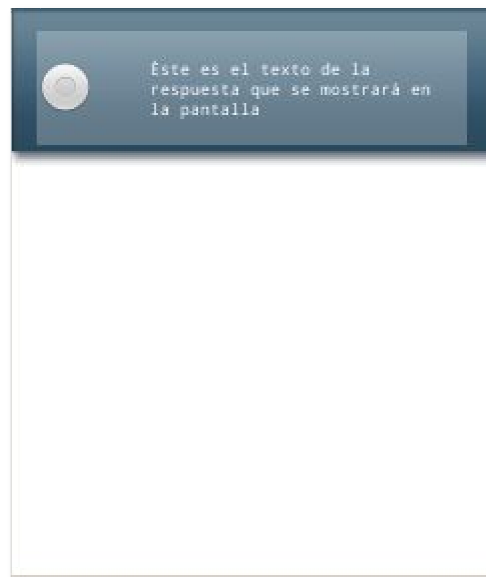 Éste es el texto de la
respuesta que se mostrará en
la pantalla